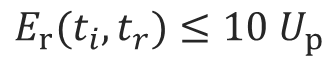 E_r(t_i, t_r) ≤ 10 U_p